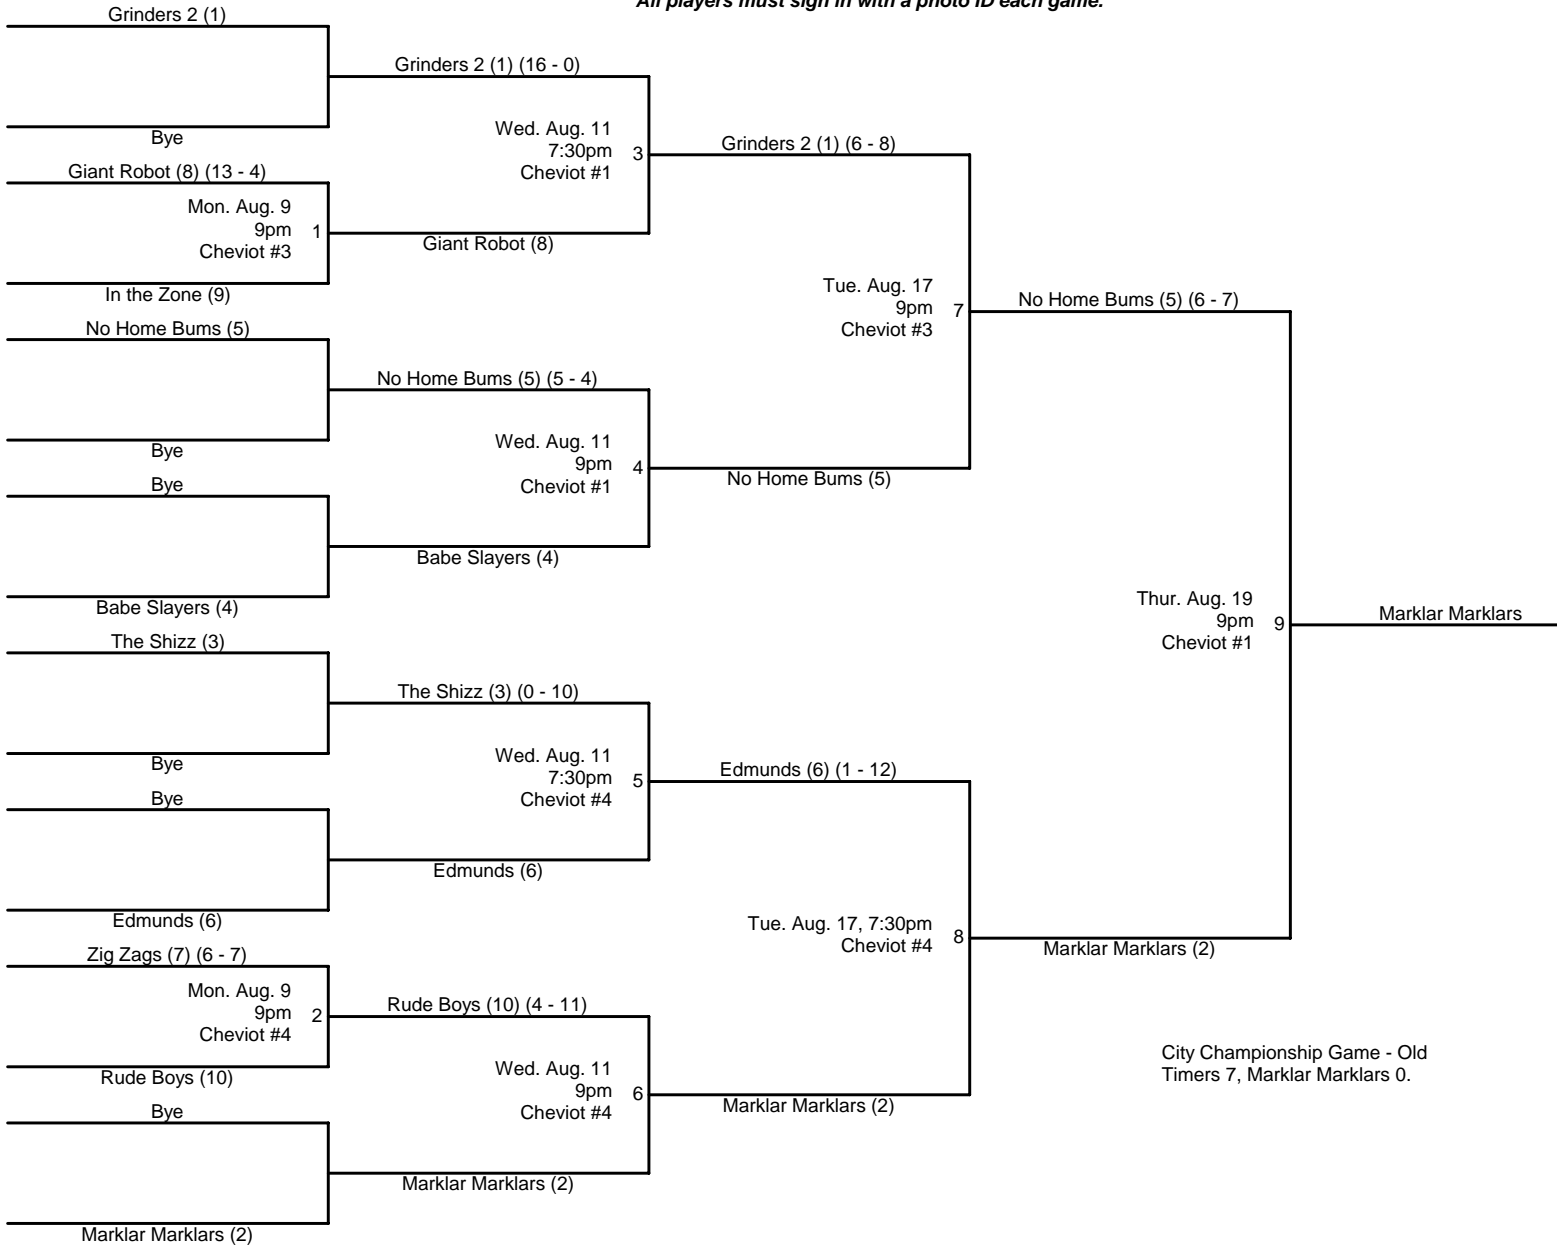 All players must sign in with a photo ID each game.
Grinders 2 (1)
Bye
Giant Robot (8) (13 - 4)
Mon. Aug. 9
9pm
Cheviot #3
1
In the Zone (9)
No Home Bums (5)
Bye
Bye
Babe Slayers (4)
The Shizz (3)
Bye
Bye
Edmunds (6)
Zig Zags (7) (6 - 7)
Mon. Aug. 9
9pm
Cheviot #4
2
Rude Boys (10)
Bye
Marklar Marklars (2)
Grinders 2 (1) (16 - 0)
Wed. Aug. 11
7:30pm
Cheviot #1
3
Giant Robot (8)
No Home Bums (5) (5 - 4)
Wed. Aug. 11
9pm
Cheviot #1
4
Babe Slayers (4)
The Shizz (3) (0 - 10)
Wed. Aug. 11
7:30pm
Cheviot #4
5
Edmunds (6)
Rude Boys (10) (4 - 11)
Wed. Aug. 11
9pm
Cheviot #4
6
Marklar Marklars (2)
Grinders 2 (1) (6 - 8)
Tue. Aug. 17
9pm
Cheviot #3
7
No Home Bums (5)
Edmunds (6) (1 - 12)
Tue. Aug. 17, 7:30pm
Cheviot #4
8
Marklar Marklars (2)
No Home Bums (5) (6 - 7)
Thur. Aug. 19
9pm
Cheviot #1
9
Marklar Marklars (2)
Marklar Marklars
City Championship Game - Old
Timers 7, Marklar Marklars 0.